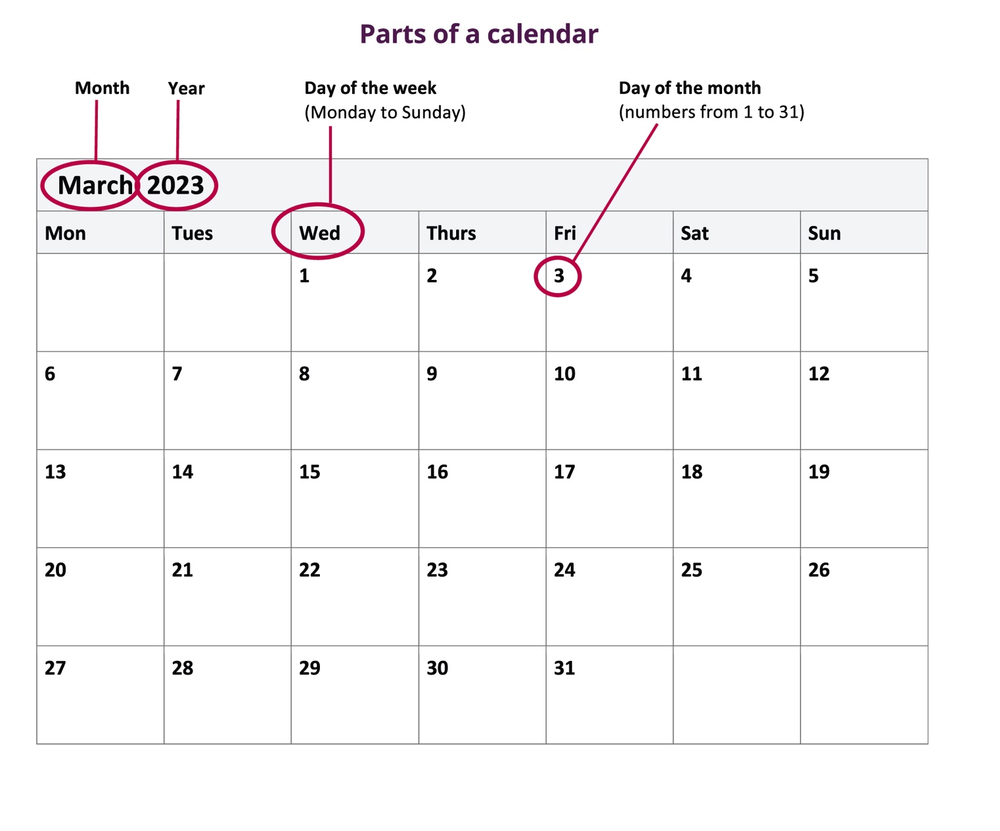 Parts of a calendar
Month Year Day of the week Day of the month
(Monday to Sunday) (numbers from 1 to 31)
March 2023
Mon Tues Wed Thurs Fri Sat Sun
1 2 3 4 5
6 7 8 9 10 11 12
13 14 15 16 17 18 19
20 21 22 23 24 25 26
27 28 29 30 31